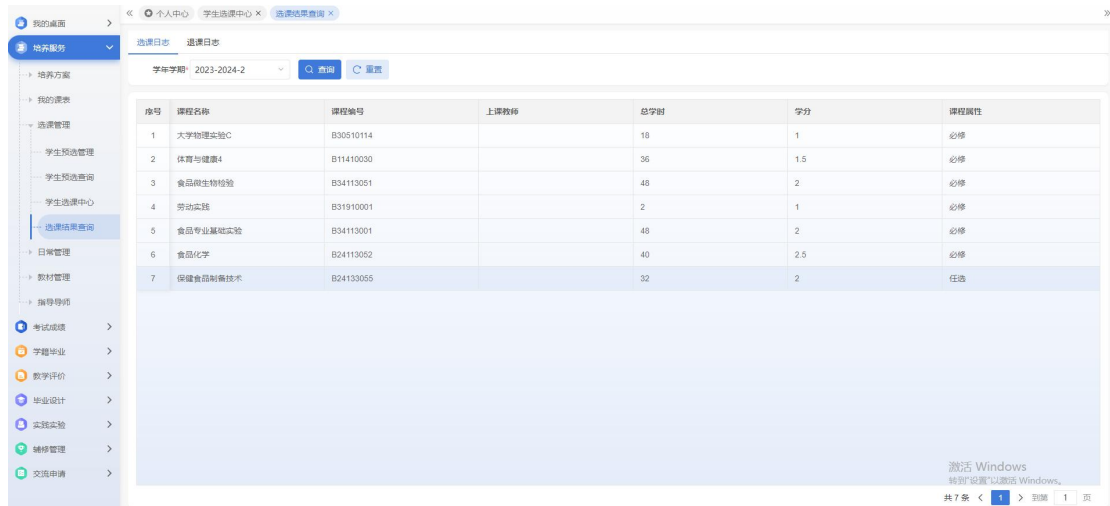 我的桌面
培养服务
培养方案
我的课表
选课管理
学生预选管理
学生预选查询
学生选课中心
选课结果查询
日常管理
教材管理
指导导师
考试成绩
学籍毕业
教学评价
毕业设计
实践实验
辅修管理
交流申请
个人中心 学生选课中心 × 选课结果查询 ×
选课日志 退课日志
学年学期* 2023-2024-2 查询 重置
序号 课程名称 课程编号 上课教师 总学时 学分 课程属性
1 大学物理实验C B30510114 18 1 必修
2 体育与健康4 B11410030 36 1.5 必修
3 食品微生物检验 B34113051 48 2 必修
4 劳动实践 B31910001 2 1 必修
5 食品专业基础实验 B34113001 48 2 必修
6 食品化学 B24113052 40 2.5 必修
7 保健食品制备技术 B24133055 32 2 任选
激活 Windows
转到"设置"以激活 Windows。
共 7 条 1 到第 1 页